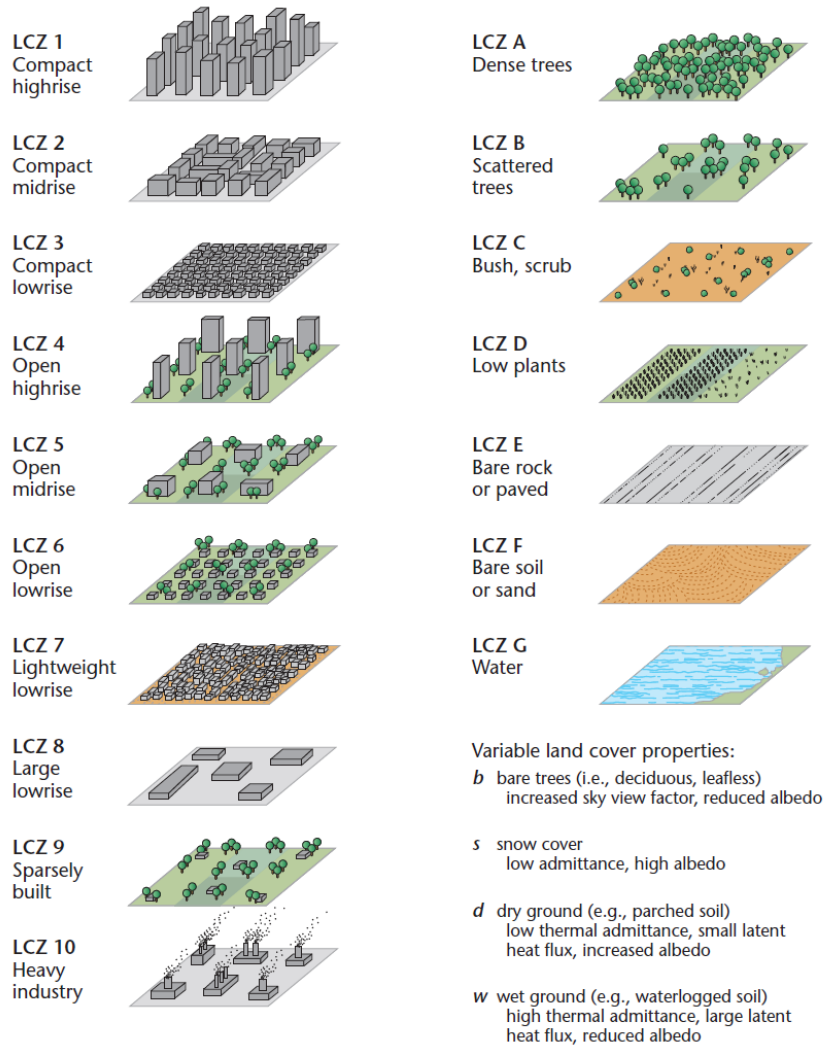 LCZ 1
Compact
highrise
LCZ 2
Compact
midrise
LCZ 3
Compact
lowrise
LCZ 4
Open
highrise
LCZ 5
Open
midrise
LCZ 6
Open
lowrise
LCZ 7
Lightweight
lowrise
LCZ 8
Large
lowrise
LCZ 9
Sparsely
built
LCZ 10
Heavy
industry
LCZ A
Dense trees
LCZ B
Scattered
trees
LCZ C
Bush, scrub
LCZ D
Low plants
LCZ E
Bare rock
or paved
LCZ F
Bare soil
or sand
LCZ G
Water
Variable land cover properties:
b bare trees (i.e., deciduous, leafless)
increased sky view factor, reduced albedo
s snow cover
low admittance, high albedo
d dry ground (e.g., parched soil)
low thermal admittance, small latent
heat flux, increased albedo
w wet ground (e.g., waterlogged soil)
high thermal admittance, large latent
heat flux, reduced albedo